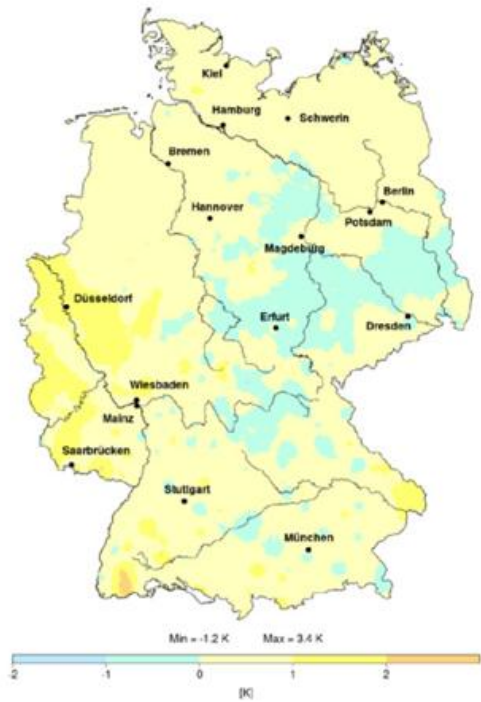 Kiel
Hamburg
Schwerin
Bremen
Berlin
Hannover
Potsdam
Magdeburg
Düsseldorf
Erfurt
Dresden
Wiesbaden
Mainz
Saarbrücken
Stuttgart
München
Min = -1.2 K Max = 3.4 K
-2 -1 0 1 2
[K]